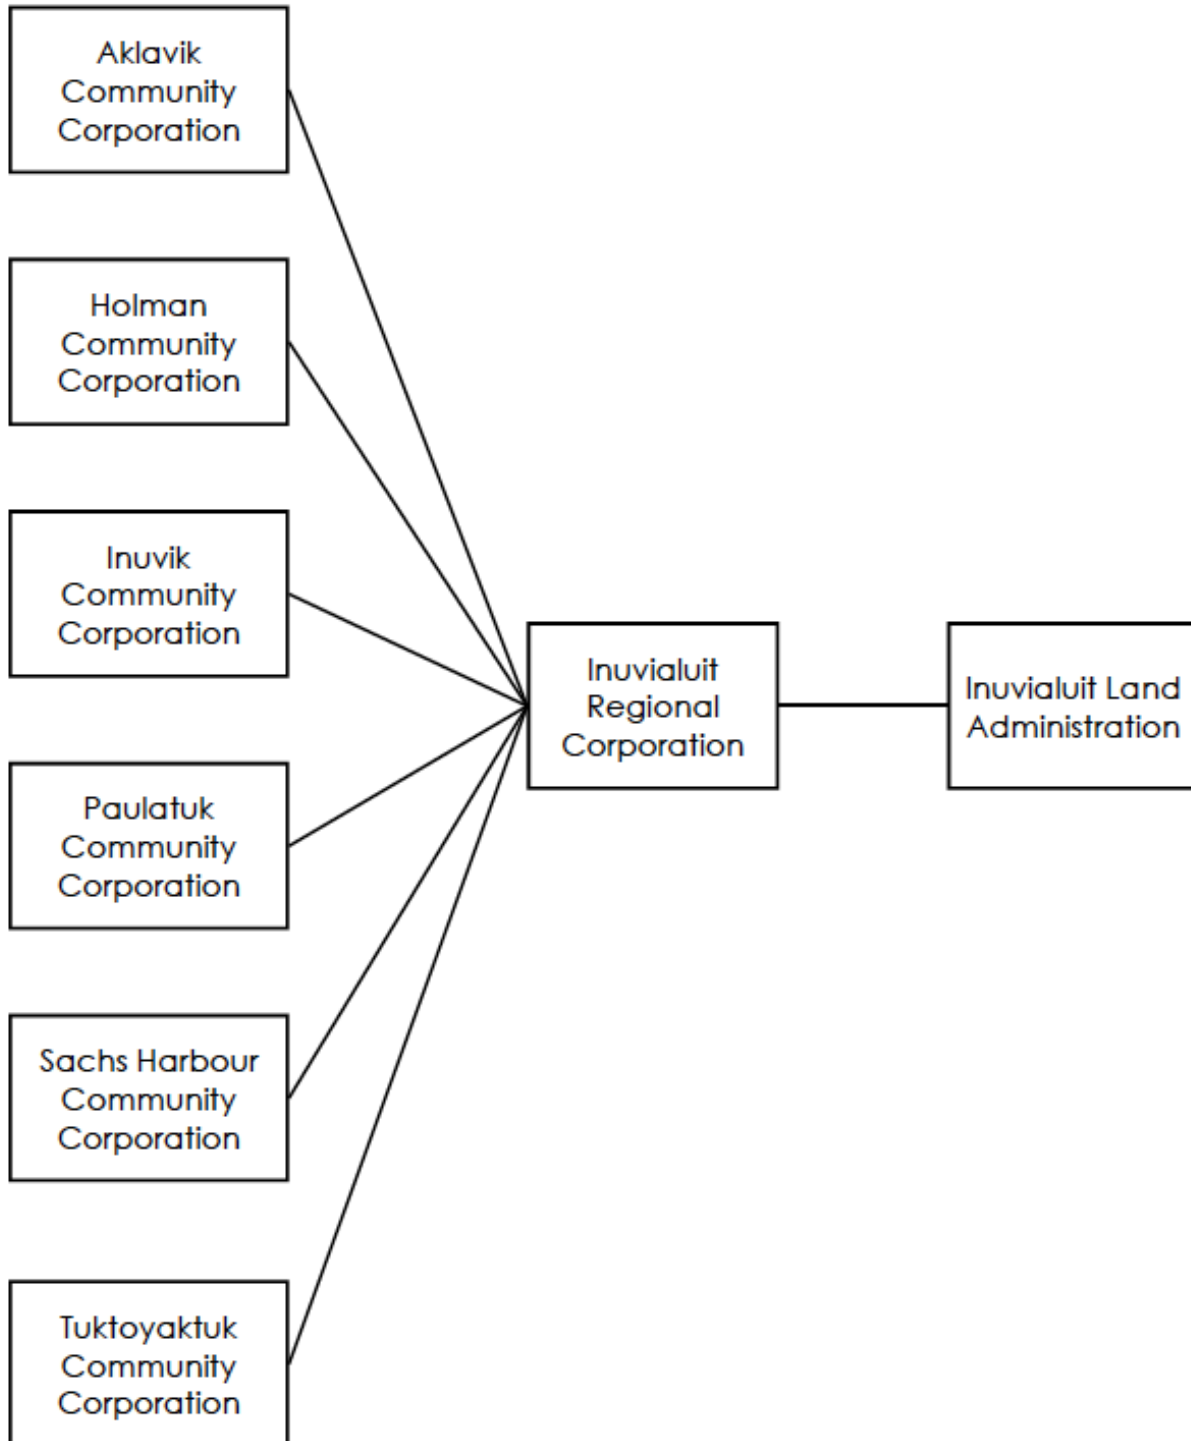 Aklavik
Community
Corporation
Holman
Community
Corporation
Inuvik
Community
Corporation
Paulatuk
Community
Corporation
Sachs Harbour
Community
Corporation
Tuktoyaktuk
Community
Corporation
Inuvialuit
Regional
Corporation
Inuvialuit Land
Administration